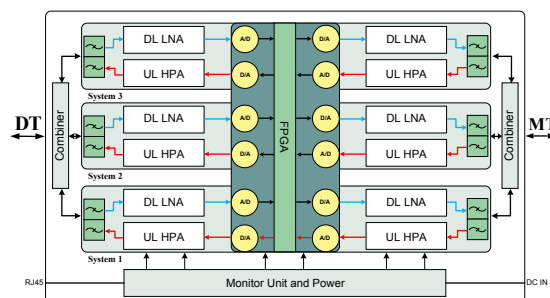 DL LNA
A/D
D/A
DL LNA
UL HPA
D/A
A/D
UL HPA
System 3
DL LNA
A/D
D/A
DL LNA
DT
Combiner
FPGA
Combiner
MT
UL HPA
D/A
A/D
UL HPA
System 2
DL LNA
A/D
D/A
DL LNA
UL HPA
D/A
A/D
UL HPA
System 1
RJ45
Monitor Unit and Power
DC IN